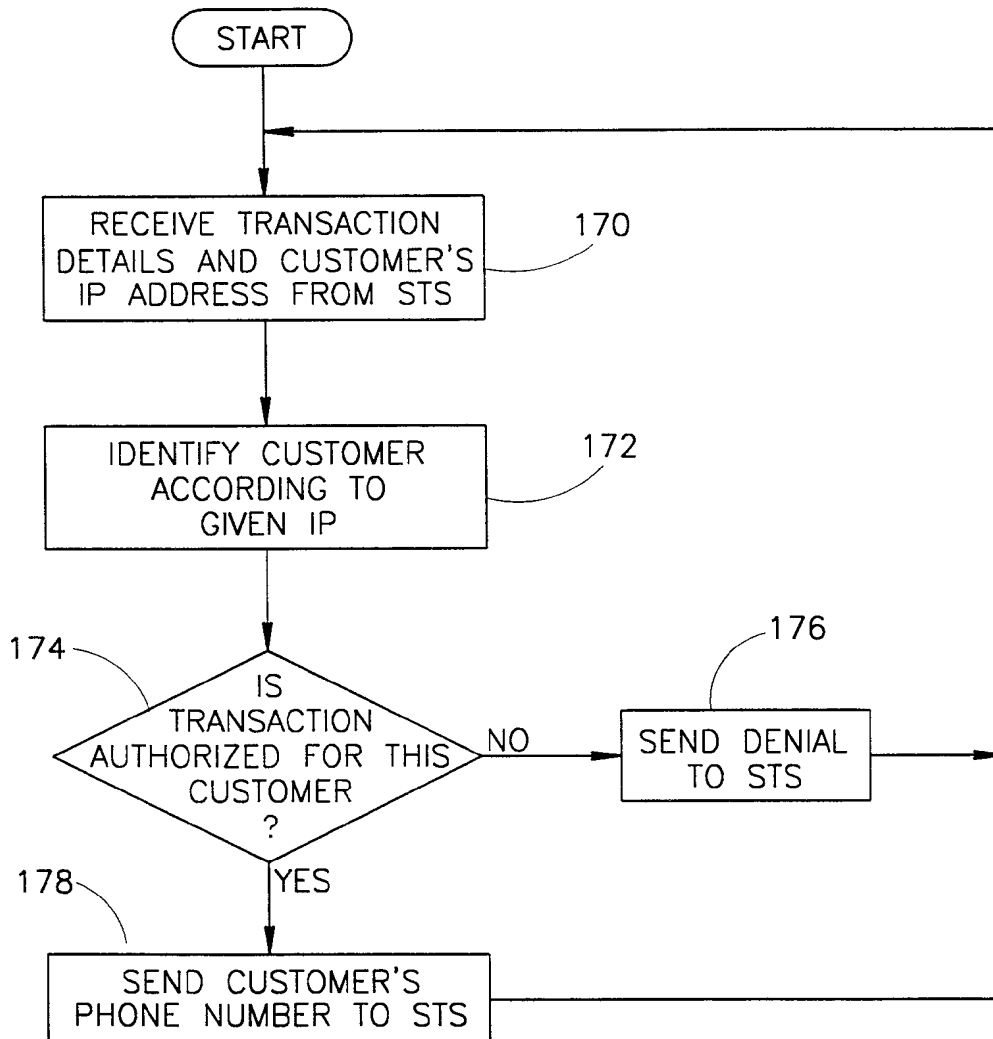 START
RECEIVE TRANSACTION
DETAILS AND CUSTOMER'S
IP ADDRESS FROM STS
170
IDENTIFY CUSTOMER
ACCORDING TO
GIVEN IP
172
174
IS
TRANSACTION
AUTHORIZED FOR THIS
CUSTOMER
?
NO
176
SEND DENIAL
TO STS
YES
178
SEND CUSTOMER'S
PHONE NUMBER TO STS